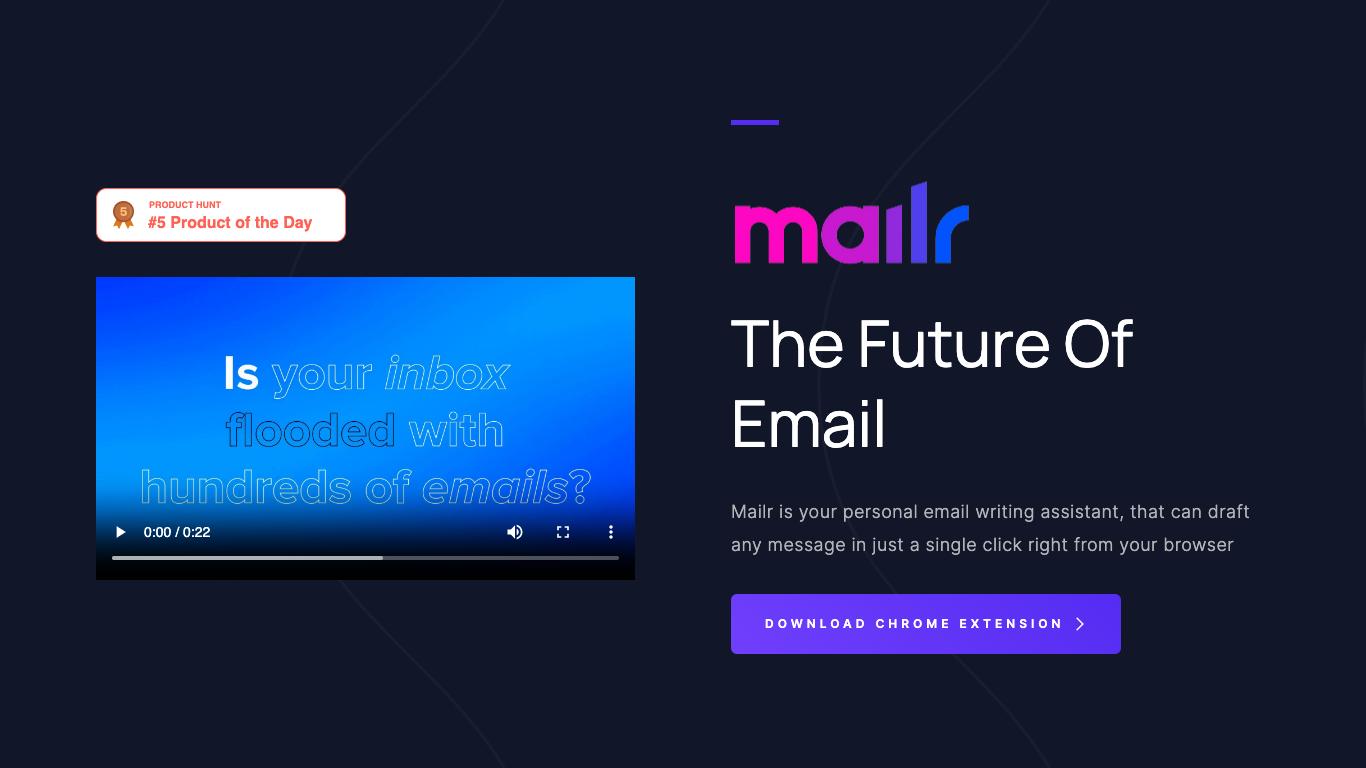 5
PRODUCT HUNT
#5 Product of the Day
Is your inbox
flooded with
hundreds of emails?
0:00 / 0:22
mailr
The Future Of
Email
Mailr is your personal email writing assistant, that can draft
any message in just a single click right from your browser
DOWNLOAD CHROME EXTENSION